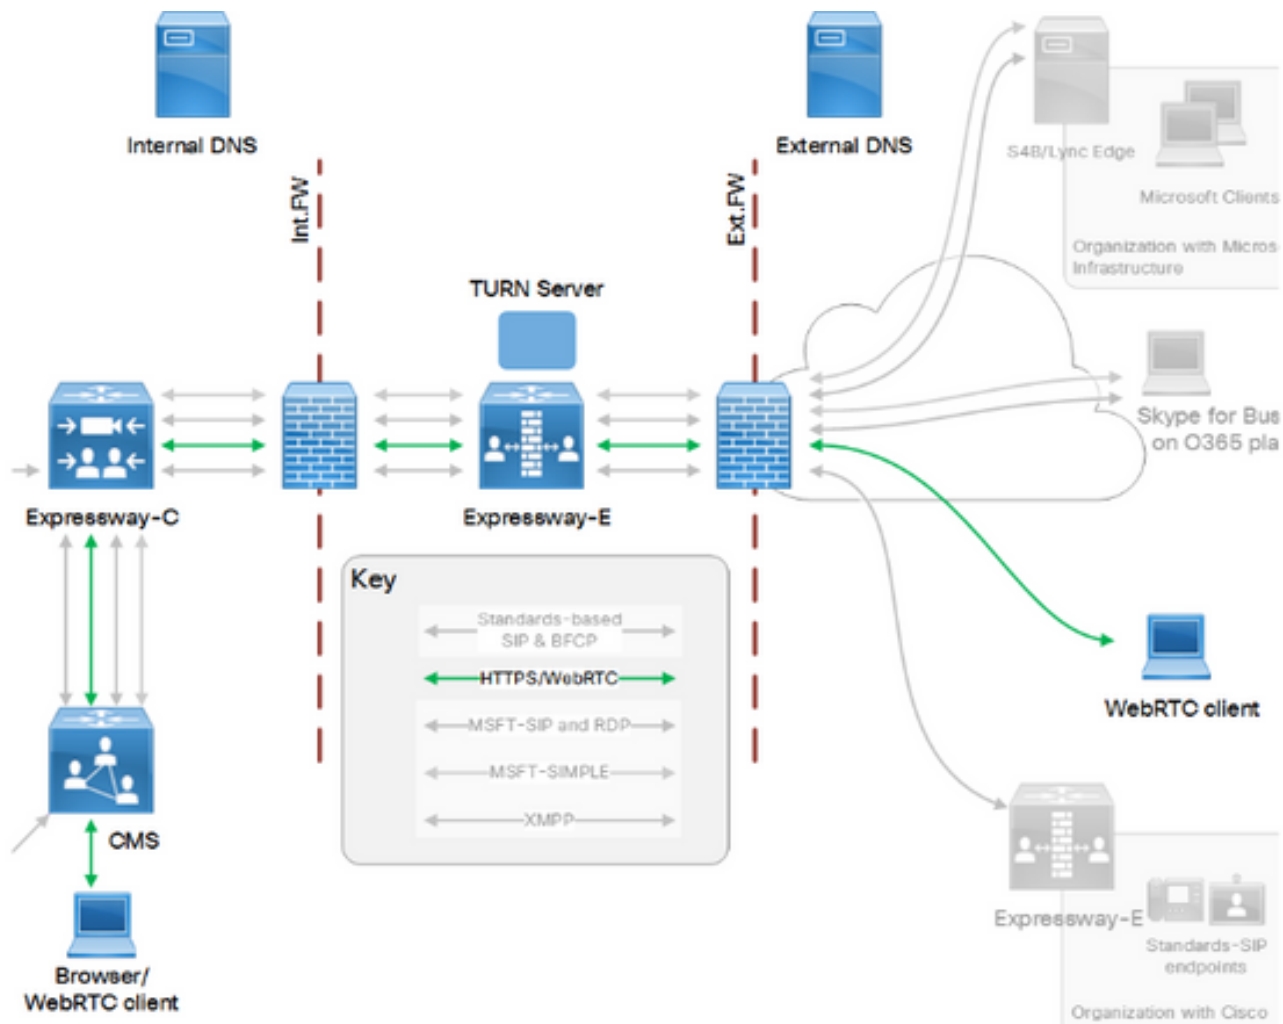 Internal DNS
External DNS
S4B/Lync Edge
Microsoft Clients
Organization with Micros
Infrastructure
Int.FW
Ext.FW
TURN Server
Skype for Bus
on O365 pla
Expressway-C
Expressway-E
Key
Standards-based
SIP & BFCP
HTTPS/WebRTC
MSFT-SIP and RDP
MSFT-SIMPLE
XMPP
WebRTC client
CMS
Expressway-E
Standards-SIP
endpoints
Browser/
WebRTC client
Organization with Cisco